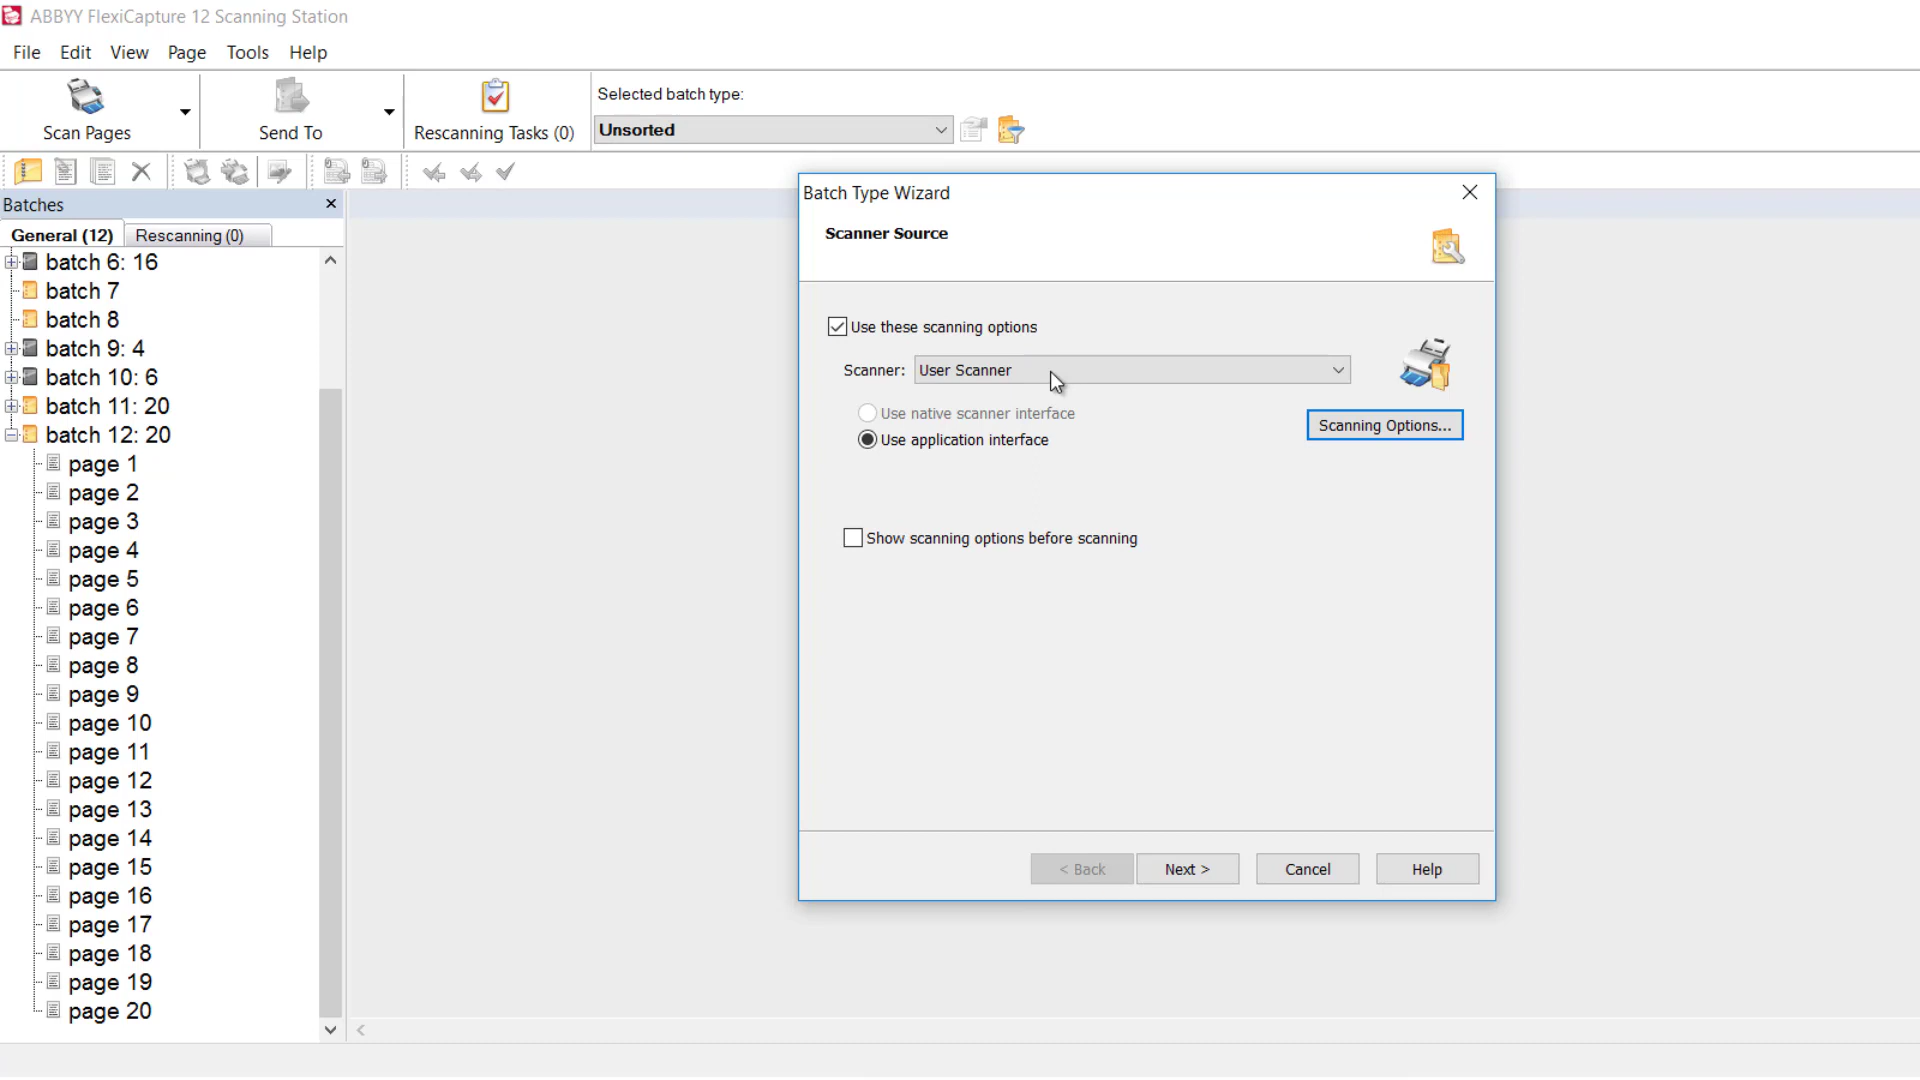 ABBYY FlexiCapture 12 Scanning Station
File Edit View Page Tools Help
Scan Pages
Send To
Rescanning Tasks (0)
Selected batch type:
Unsorted
Batches
General (12) Rescanning (0)
batch 6: 16
batch 7
batch 8
batch 9: 4
batch 10: 6
batch 11: 20
batch 12: 20
page 1
page 2
page 3
page 4
page 5
page 6
page 7
page 8
page 9
page 10
page 11
page 12
page 13
page 14
page 15
page 16
page 17
page 18
page 19
page 20
Batch Type Wizard
Scanner Source
Use these scanning options
Scanner: User Scanner
Use native scanner interface
Use application interface
Scanning Options...
Show scanning options before scanning
< Back Next > Cancel Help